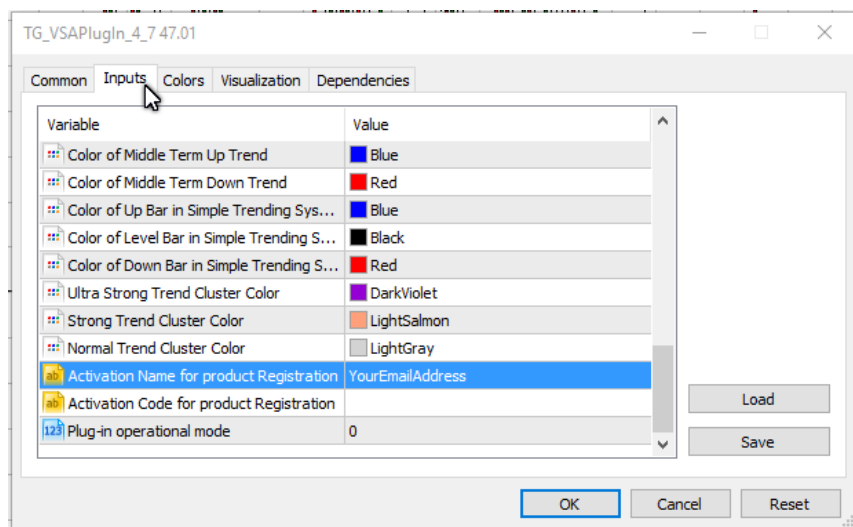 TG_VSAPlugIn_4_7 47.01
Common Inputs Colors Visualization Dependencies
Variable Value
Color of Middle Term Up Trend Blue
Color of Middle Term Down Trend Red
Color of Up Bar in Simple Trending Sys... Blue
Color of Level Bar in Simple Trending S... Black
Color of Down Bar in Simple Trending S... Red
Ultra Strong Trend Cluster Color DarkViolet
Strong Trend Cluster Color LightSalmon
Normal Trend Cluster Color LightGray
ab Activation Name for product Registration YourEmailAddress
ab Activation Code for product Registration
123 Plug-in operational mode 0
Load
Save
OK Cancel Reset